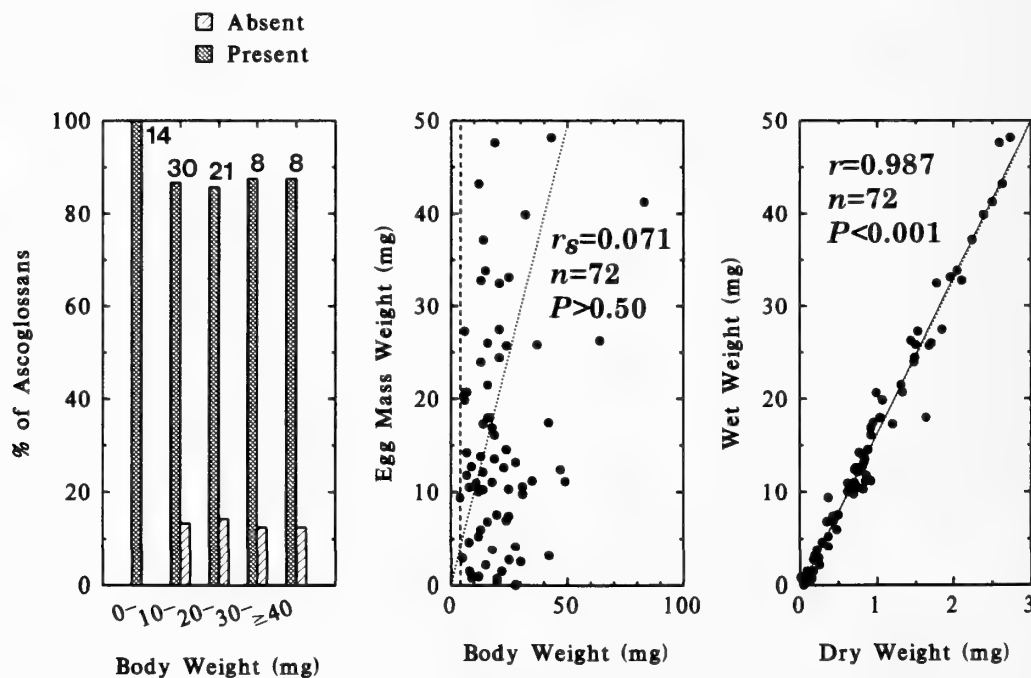 Absent
Present
% of Ascoglossans
100
80
60
40
20
0
14
30
21
8
8
0–
10–
20–
30–
≥40
Body Weight (mg)
Egg Mass Weight (mg)
50
40
30
20
10
0
rs=0.071
n=72
P>0.50
0
50
100
Body Weight (mg)
Wet Weight (mg)
50
40
30
20
10
0
r=0.987
n=72
P<0.001
0
1
2
3
Dry Weight (mg)